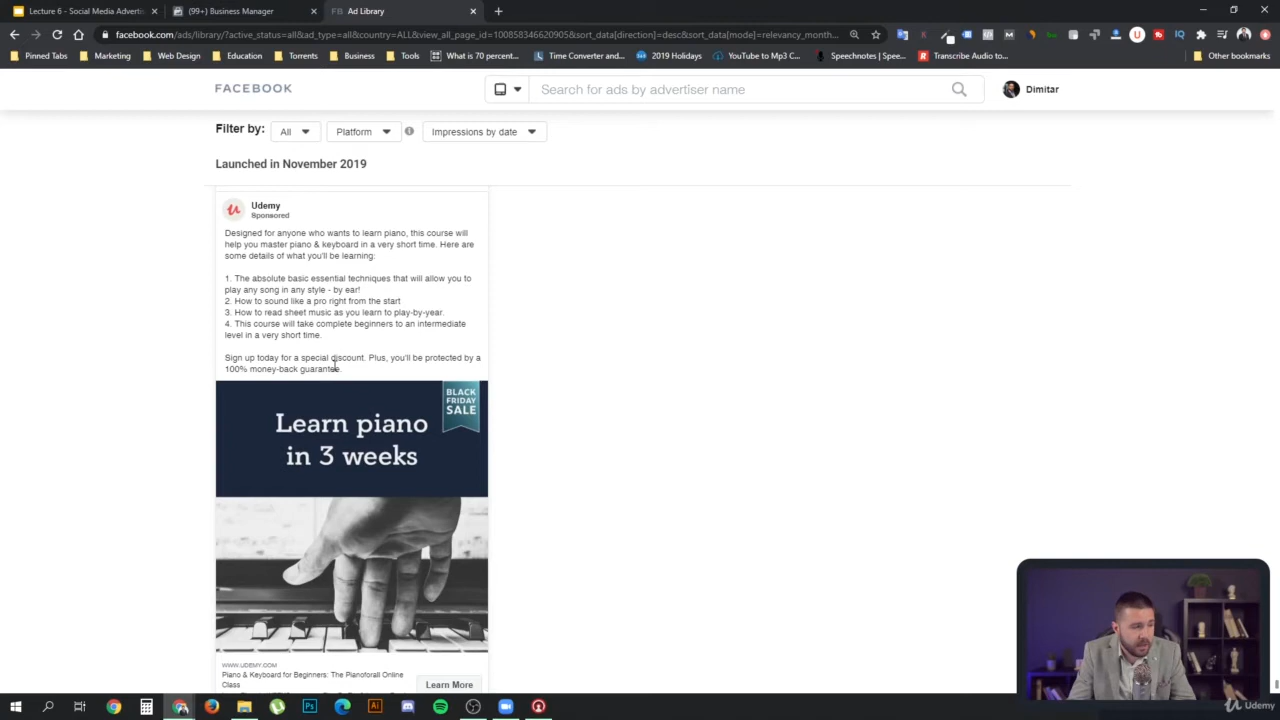 Lecture 6 - Social Media Adverti
(99+) Business Manager
Ad Library
facebook.com/ads/library/?active_status=all&ad_type=all&country=ALL&view_all_page_id=100858346620905&sort_data[direction]=desc&sort_data[mode]=relevancy_month...
Pinned Tabs
Marketing
Web Design
Education
Torrents
Business
Tools
What is 70 percent...
Time Converter and...
2019 Holidays
YouTube to Mp3 C...
Speechnotes | Spee...
Transcribe Audio to...
Other bookmarks
FACEBOOK
Search for ads by advertiser name
Dimitar
Filter by:
All
Platform
Impressions by date
Launched in November 2019
Udemy
Sponsored
Designed for anyone who wants to learn piano, this course will
help you master piano & keyboard in a very short time. Here are
some details of what you'll be learning:
1. The absolute basic essential techniques that will allow you to
play any song in any style - by ear!
2. How to sound like a pro right from the start
3. How to read sheet music as you learn to play-by-year.
4. This course will take complete beginners to an intermediate
level in a very short time.
Sign up today for a special discount. Plus, you'll be protected by a
100% money-back guarantee.
BLACK
FRIDAY
SALE
Learn piano
in 3 weeks
WWW.UDEMY.COM
Piano & Keyboard for Beginners: The Pianoforall Online
Class
Learn More
Udemy